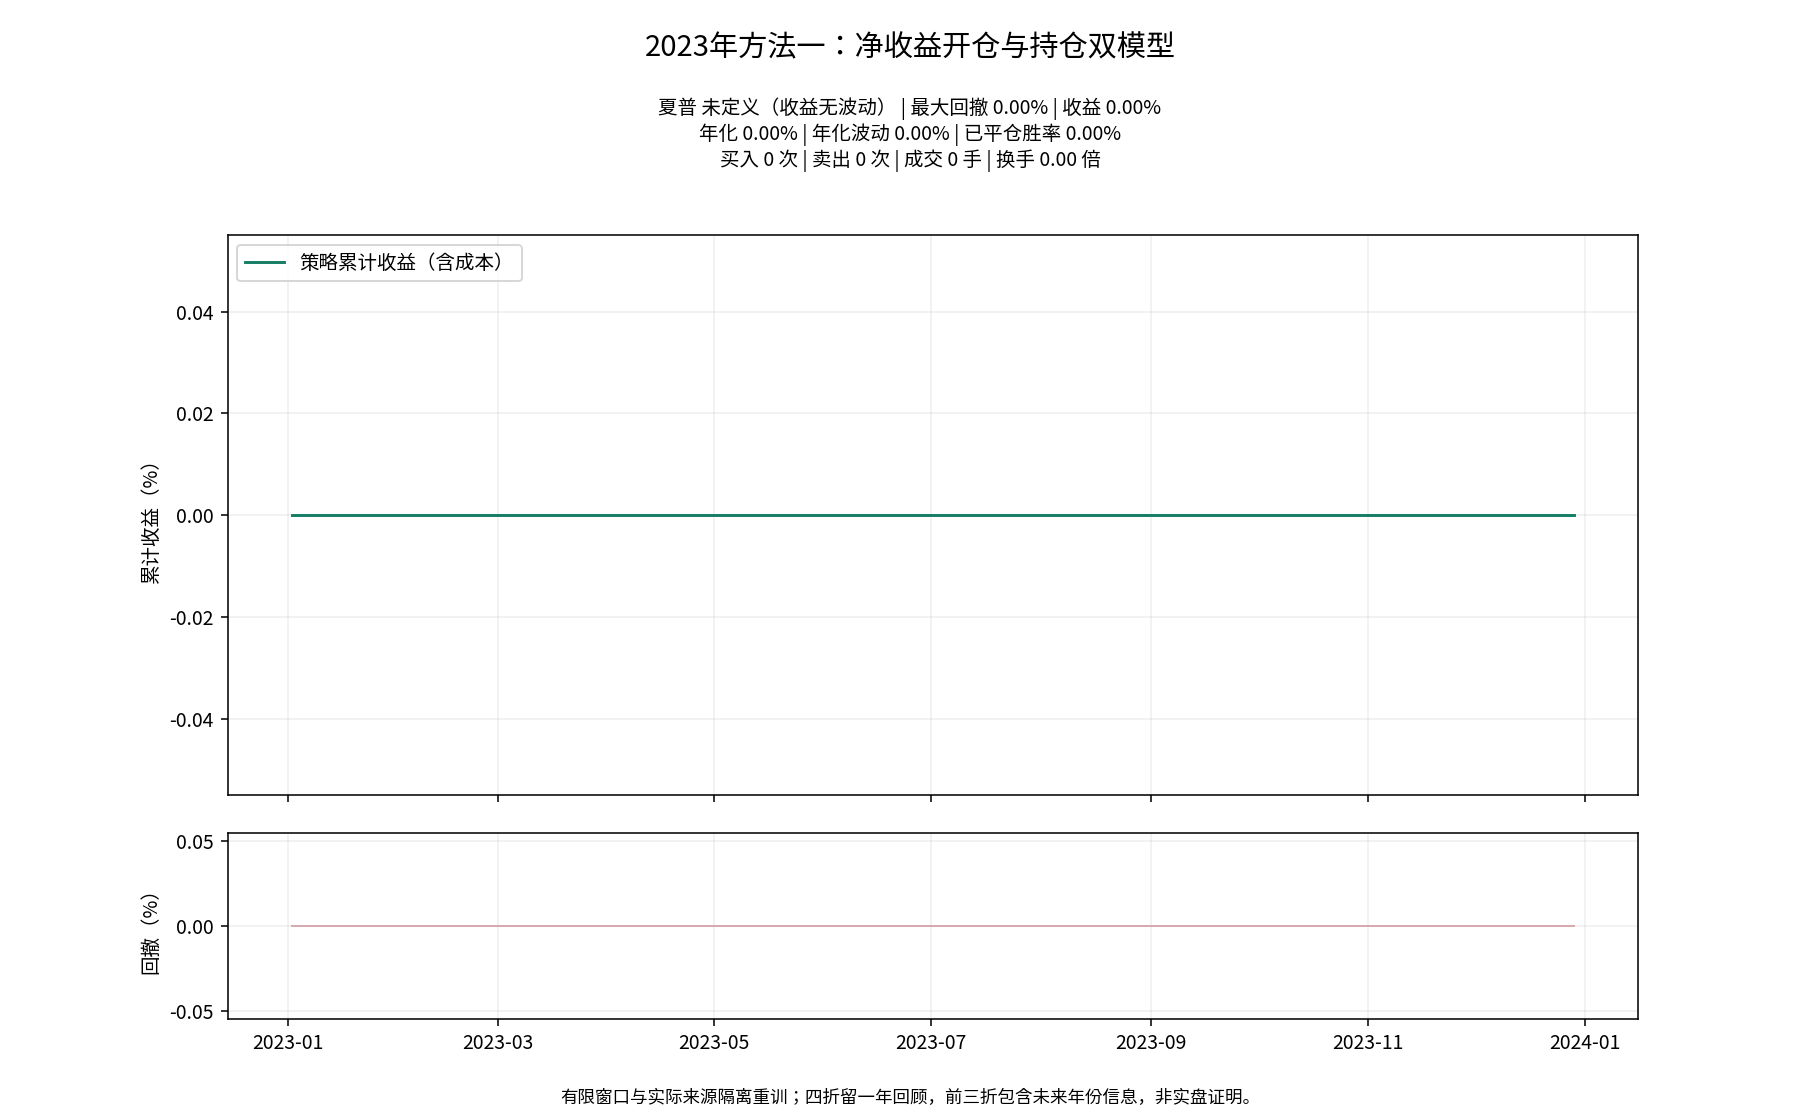 2023年方法一：净收益开仓与持仓双模型
夏普 未定义（收益无波动） | 最大回撤 0.00% | 收益 0.00%
年化 0.00% | 年化波动 0.00% | 已平仓胜率 0.00%
买入 0 次 | 卖出 0 次 | 成交 0 手 | 换手 0.00 倍
策略累计收益（含成本）
累计收益（%）
0.04
0.02
0.00
-0.02
-0.04
回撤（%）
0.05
0.00
-0.05
2023-01 2023-03 2023-05 2023-07 2023-09 2023-11 2024-01
有限窗口与实际来源隔离重训；四折留一年回顾，前三折包含未来年份信息，非实盘证明。